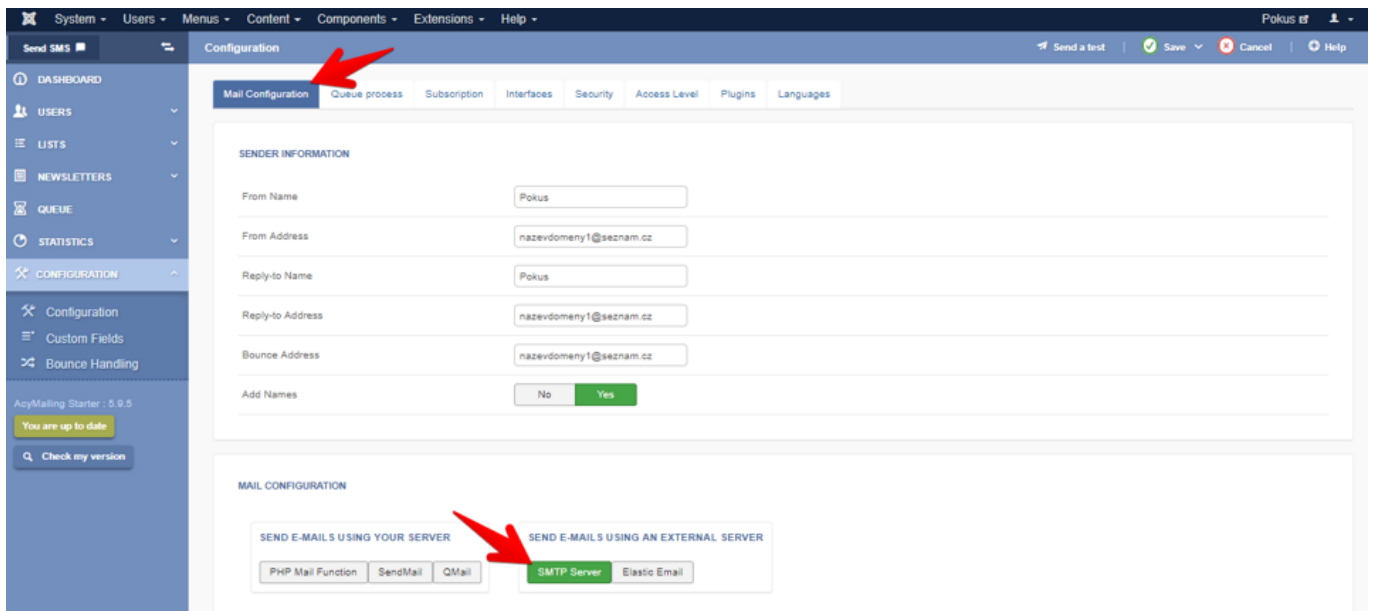 System Users Menus Content Components Extensions Help Pokus
Send SMS Configuration Send a test | Save Cancel | Help
DASHBOARD
USERS
LISTS
NEWSLETTERS
QUEUE
STATISTICS
CONFIGURATION
Configuration
Custom Fields
Bounce Handling
AcyMailing Starter : 5.9.5
You are up to date
Check my version
Mail Configuration Queue process Subscription Interfaces Security Access Level Plugins Languages
SENDER INFORMATION
From Name Pokus
From Address nazevdomeny1@seznam.cz
Reply-to Name Pokus
Reply-to Address nazevdomeny1@seznam.cz
Bounce Address nazevdomeny1@seznam.cz
Add Names No Yes
MAIL CONFIGURATION
SEND E-MAILS USING YOUR SERVER SEND E-MAILS USING AN EXTERNAL SERVER
PHP Mail Function SendMail QMail SMTP Server Elastic Email